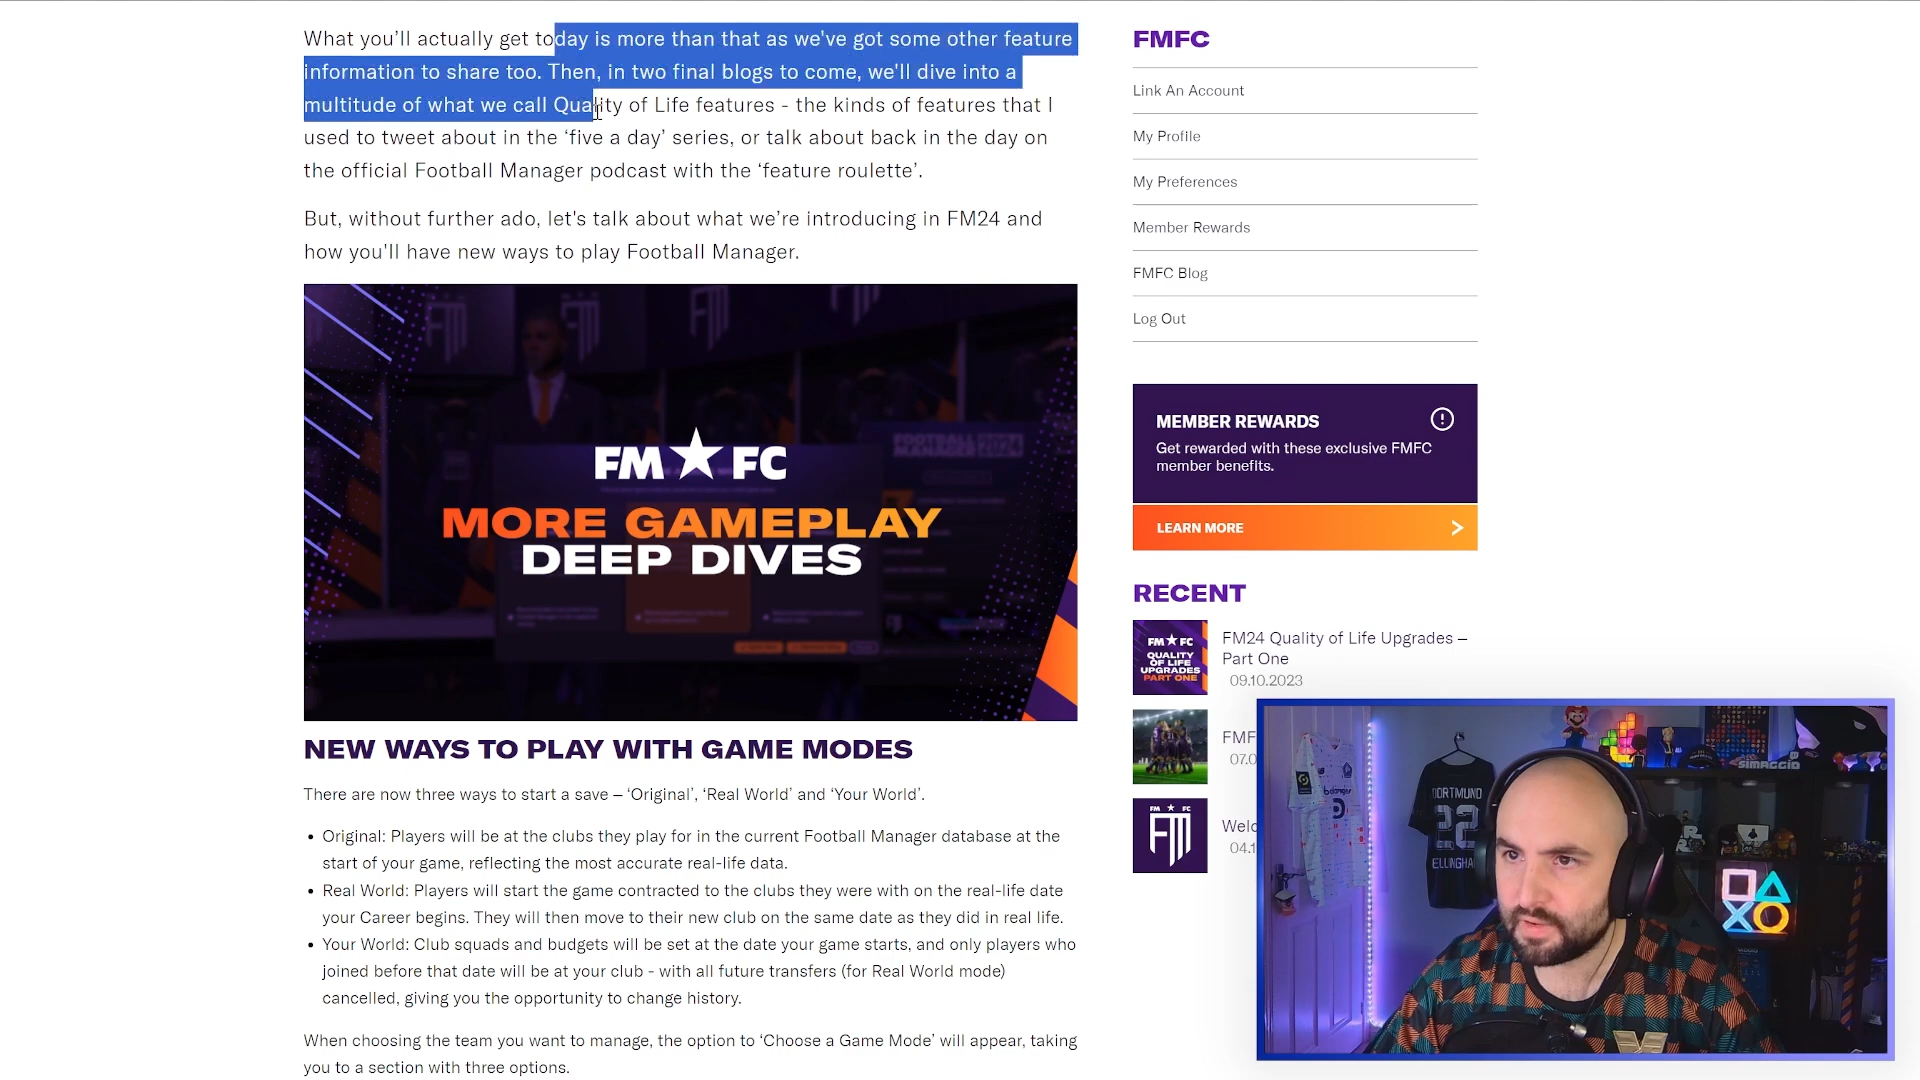 What you’ll actually get today is more than that as we've got some other feature
information to share too. Then, in two final blogs to come, we'll dive into a
multitude of what we call Quality of Life features - the kinds of features that I
used to tweet about in the ‘five a day’ series, or talk about back in the day on
the official Football Manager podcast with the ‘feature roulette’.
But, without further ado, let's talk about what we’re introducing in FM24 and
how you'll have new ways to play Football Manager.
FM FC
MORE GAMEPLAY
DEEP DIVES
NEW WAYS TO PLAY WITH GAME MODES
There are now three ways to start a save – ‘Original’, ‘Real World’ and ‘Your World’.
• Original: Players will be at the clubs they play for in the current Football Manager database at the
start of your game, reflecting the most accurate real-life data.
• Real World: Players will start the game contracted to the clubs they were with on the real-life date
your Career begins. They will then move to their new club on the same date as they did in real life.
• Your World: Club squads and budgets will be set at the date your game starts, and only players who
joined before that date will be at your club - with all future transfers (for Real World mode)
cancelled, giving you the opportunity to change history.
When choosing the team you want to manage, the option to ‘Choose a Game Mode’ will appear, taking
you to a section with three options.
FMFC
Link An Account
My Profile
My Preferences
Member Rewards
FMFC Blog
Log Out
MEMBER REWARDS
Get rewarded with these exclusive FMFC
member benefits.
LEARN MORE
RECENT
FM FC
QUALITY
OF LIFE
UPGRADES
PART ONE
FM24 Quality of Life Upgrades –
Part One
09.10.2023
FMF
07.0
FM FC
FM
Welc
04.1
SIMAGGIO
DORTMUND
22
ELLINGHA